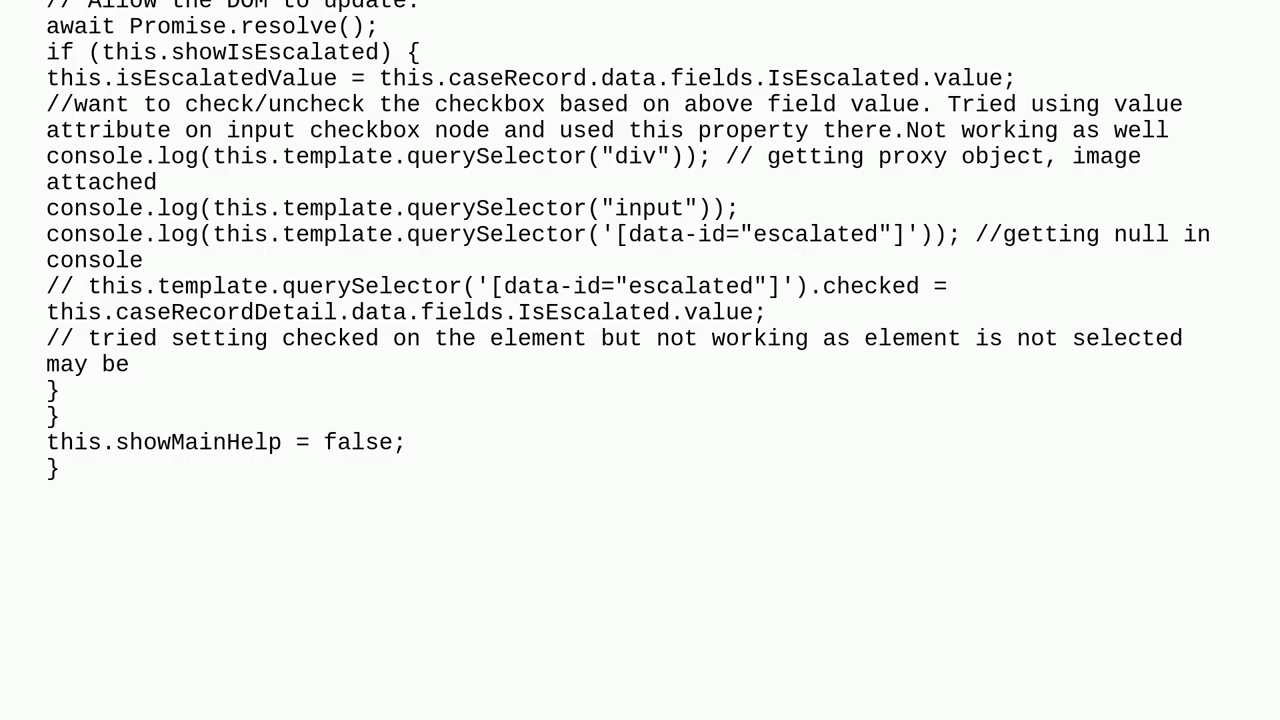 // Allow the DOM to update.
await Promise.resolve();
if (this.showIsEscalated) {
this.isEscalatedValue = this.caseRecord.data.fields.IsEscalated.value;
//want to check/uncheck the checkbox based on above field value. Tried using value
attribute on input checkbox node and used this property there.Not working as well
console.log(this.template.querySelector("div")); // getting proxy object, image
attached
console.log(this.template.querySelector("input"));
console.log(this.template.querySelector('[data-id="escalated"]')); //getting null in
console
// this.template.querySelector('[data-id="escalated"]').checked =
this.caseRecordDetail.data.fields.IsEscalated.value;
// tried setting checked on the element but not working as element is not selected
may be
}
}
this.showMainHelp = false;
}